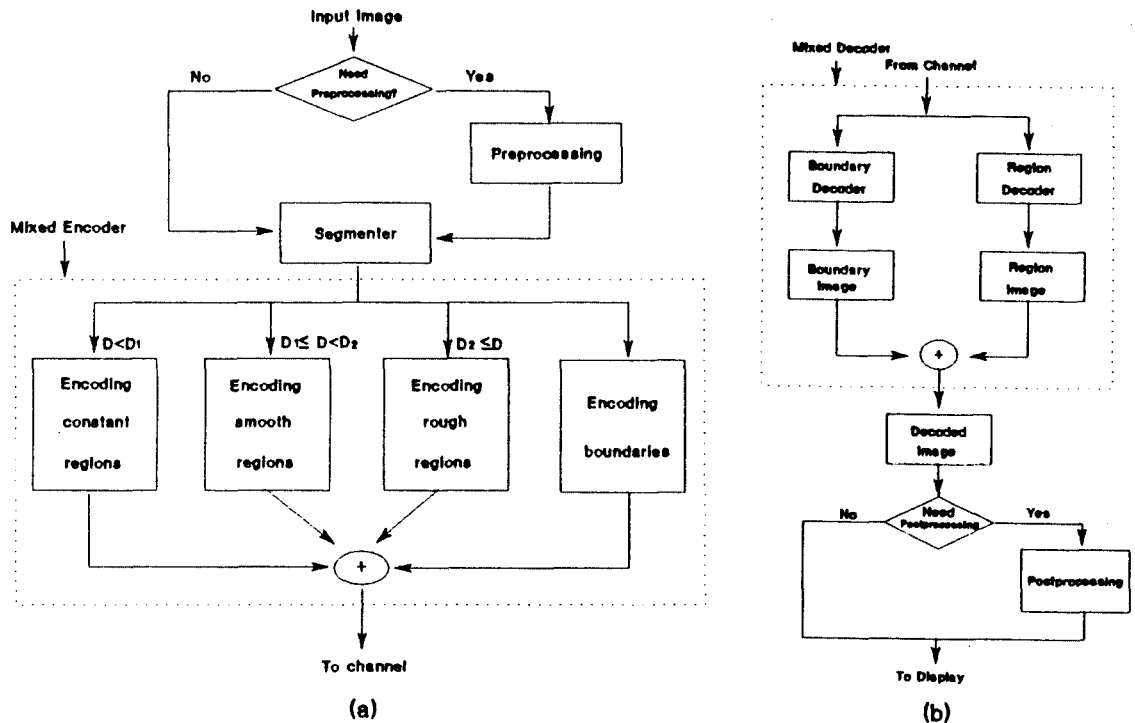 Input Image
No
Need
Preprocessing?
Yes
Preprocessing
Segmenter
Mixed Encoder
D<D1
D1≤ D<D2
D2 ≤D
Encoding
constant
regions
Encoding
smooth
regions
Encoding
rough
regions
Encoding
boundaries
+
To channel
(a)
Mixed Decoder
From Channel
Boundary
Decoder
Region
Decoder
Boundary
Image
Region
Image
+
Decoded
Image
No
Need
Postprocessing
Yes
Postprocessing
To Display
(b)